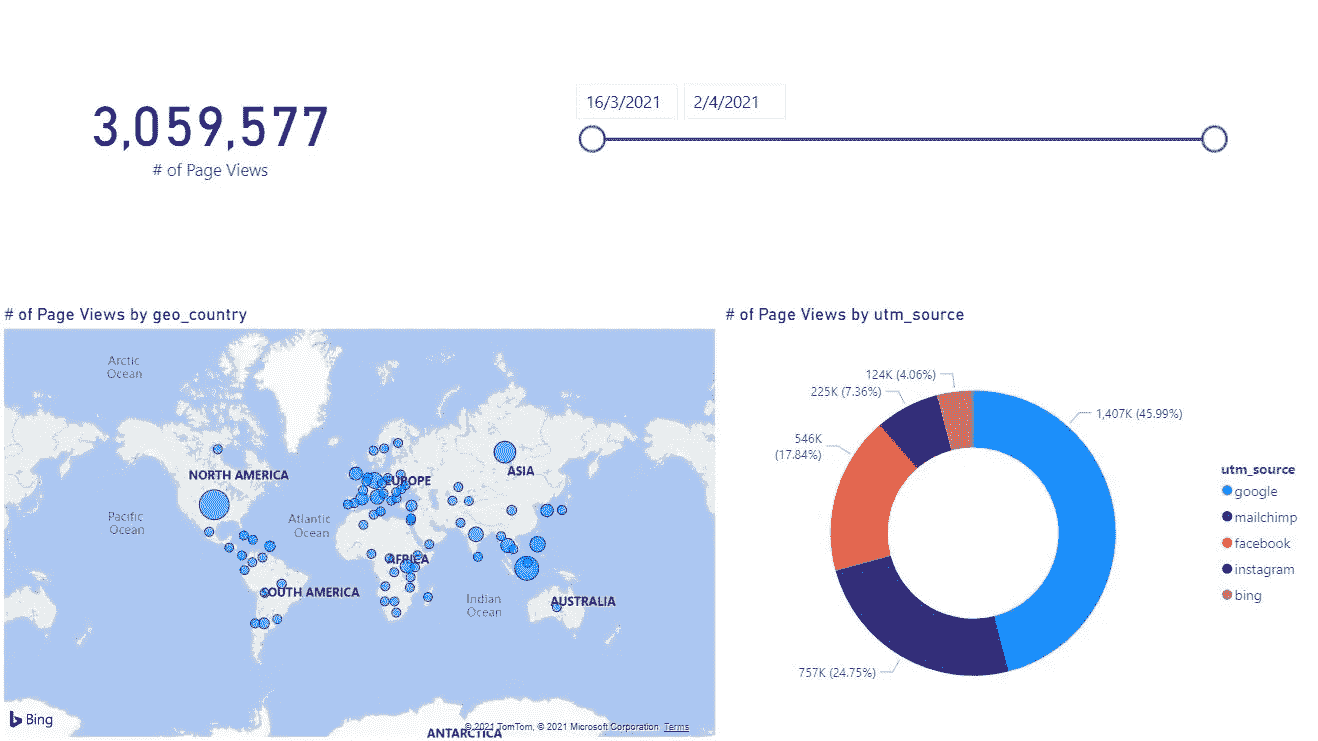 3,059,577
# of Page Views
16/3/2021 2/4/2021
# of Page Views by geo_country
Arctic
Ocean
NORTH AMERICA
EUROPE
ASIA
Pacific
Ocean
Atlantic
Ocean
AFRICA
SOUTH AMERICA
Indian
Ocean
AUSTRALIA
ANTARCTICA
Bing
© 2021 TomTom, © 2021 Microsoft Corporation Terms
# of Page Views by utm_source
124K (4.06%)
225K (7.36%)
546K
(17.84%)
757K (24.75%)
1,407K (45.99%)
utm_source
google
mailchimp
facebook
instagram
bing